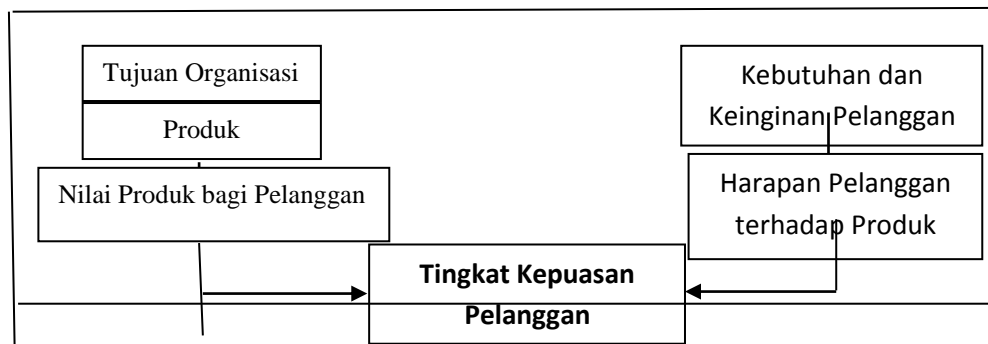 Tujuan Organisasi
Produk
Nilai Produk bagi Pelanggan
Kebutuhan dan
Keinginan Pelanggan
Harapan Pelanggan
terhadap Produk
Tingkat Kepuasan
Pelanggan